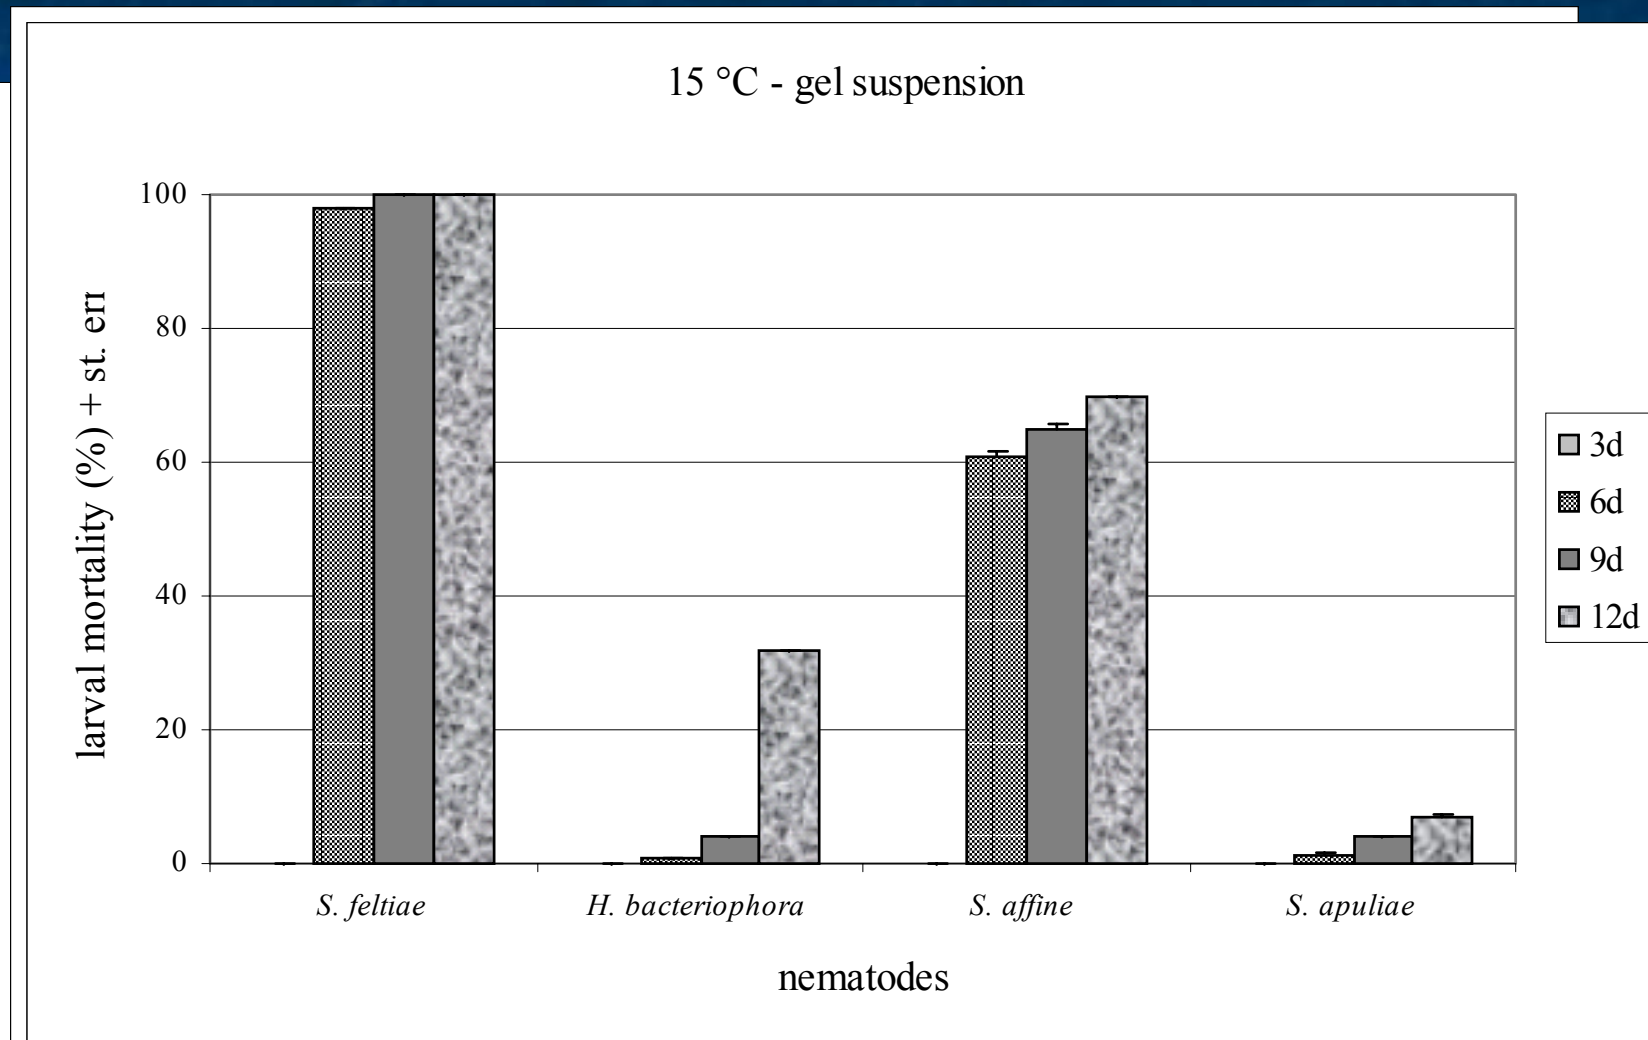 15 °C - gel suspension
larval mortality (%) + st. err
100
80
60
40
20
0
S. feltiae
H. bacteriophora
S. affine
S. apuliae
nematodes
3d
6d
9d
12d